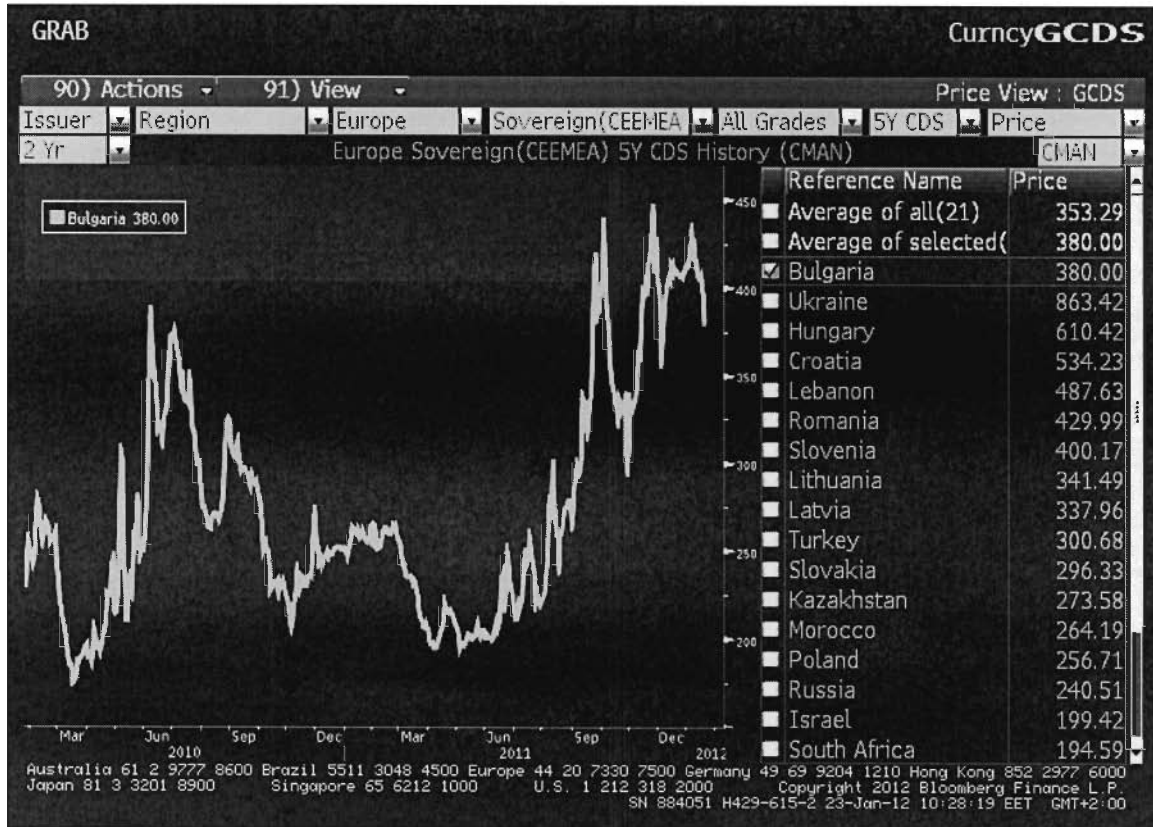 GRAB CurncyGCDS
90) Actions 91) View Price View : GCDS
Issuer Region Europe Sovereign(CEEMEA All Grades 5Y CDS Price
2 Yr Europe Sovereign(CEEMEA) 5Y CDS History (CMAN) CMAN
Reference Name Price
Average of all(21) 353.29
Average of selected( 380.00
Bulgaria 380.00
Ukraine 863.42
Hungary 610.42
Croatia 534.23
Lebanon 487.63
Romania 429.99
Slovenia 400.17
Lithuania 341.49
Latvia 337.96
Turkey 300.68
Slovakia 296.33
Kazakhstan 273.58
Morocco 264.19
Poland 256.71
Russia 240.51
Israel 199.42
South Africa 194.59
Bulgaria 380.00
450
400
350
300
250
200
Mar Jun Sep Dec Mar Jun Sep Dec
2010 2011 2012
Australia 61 2 9777 8600 Brazil 5511 3048 4500 Europe 44 20 7330 7500 Germany 49 69 9204 1210 Hong Kong 852 2977 6000
Japan 81 3 3201 8900 Singapore 65 6212 1000 U.S. 1 212 318 2000 Copyright 2012 Bloomberg Finance L.P.
SN 884051 H429-615-2 23-Jan-12 10:28:19 EET GMT+2:00